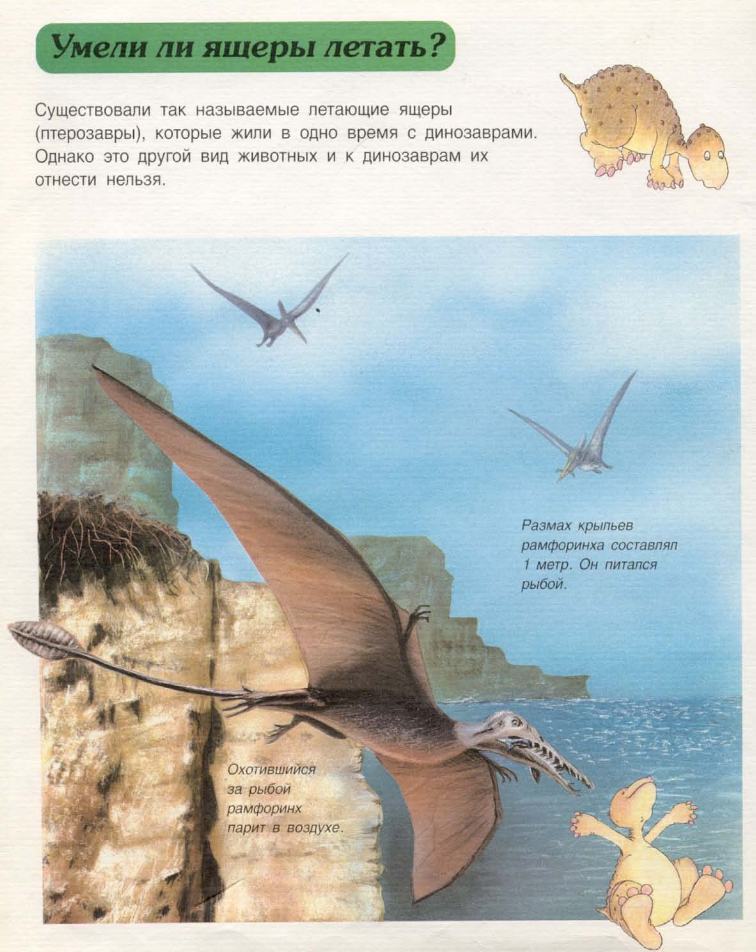 Умели ли ящеры летать?
Существовали так называемые летающие ящеры
(птерозавры), которые жили в одно время с динозаврами.
Однако это другой вид животных и к динозаврам их
отнести нельзя.
Размах крыльев
рамфоринха составлял
1 метр. Он питался
рыбой.
Охотившийся
за рыбой
рамфоринх
парит в воздухе.